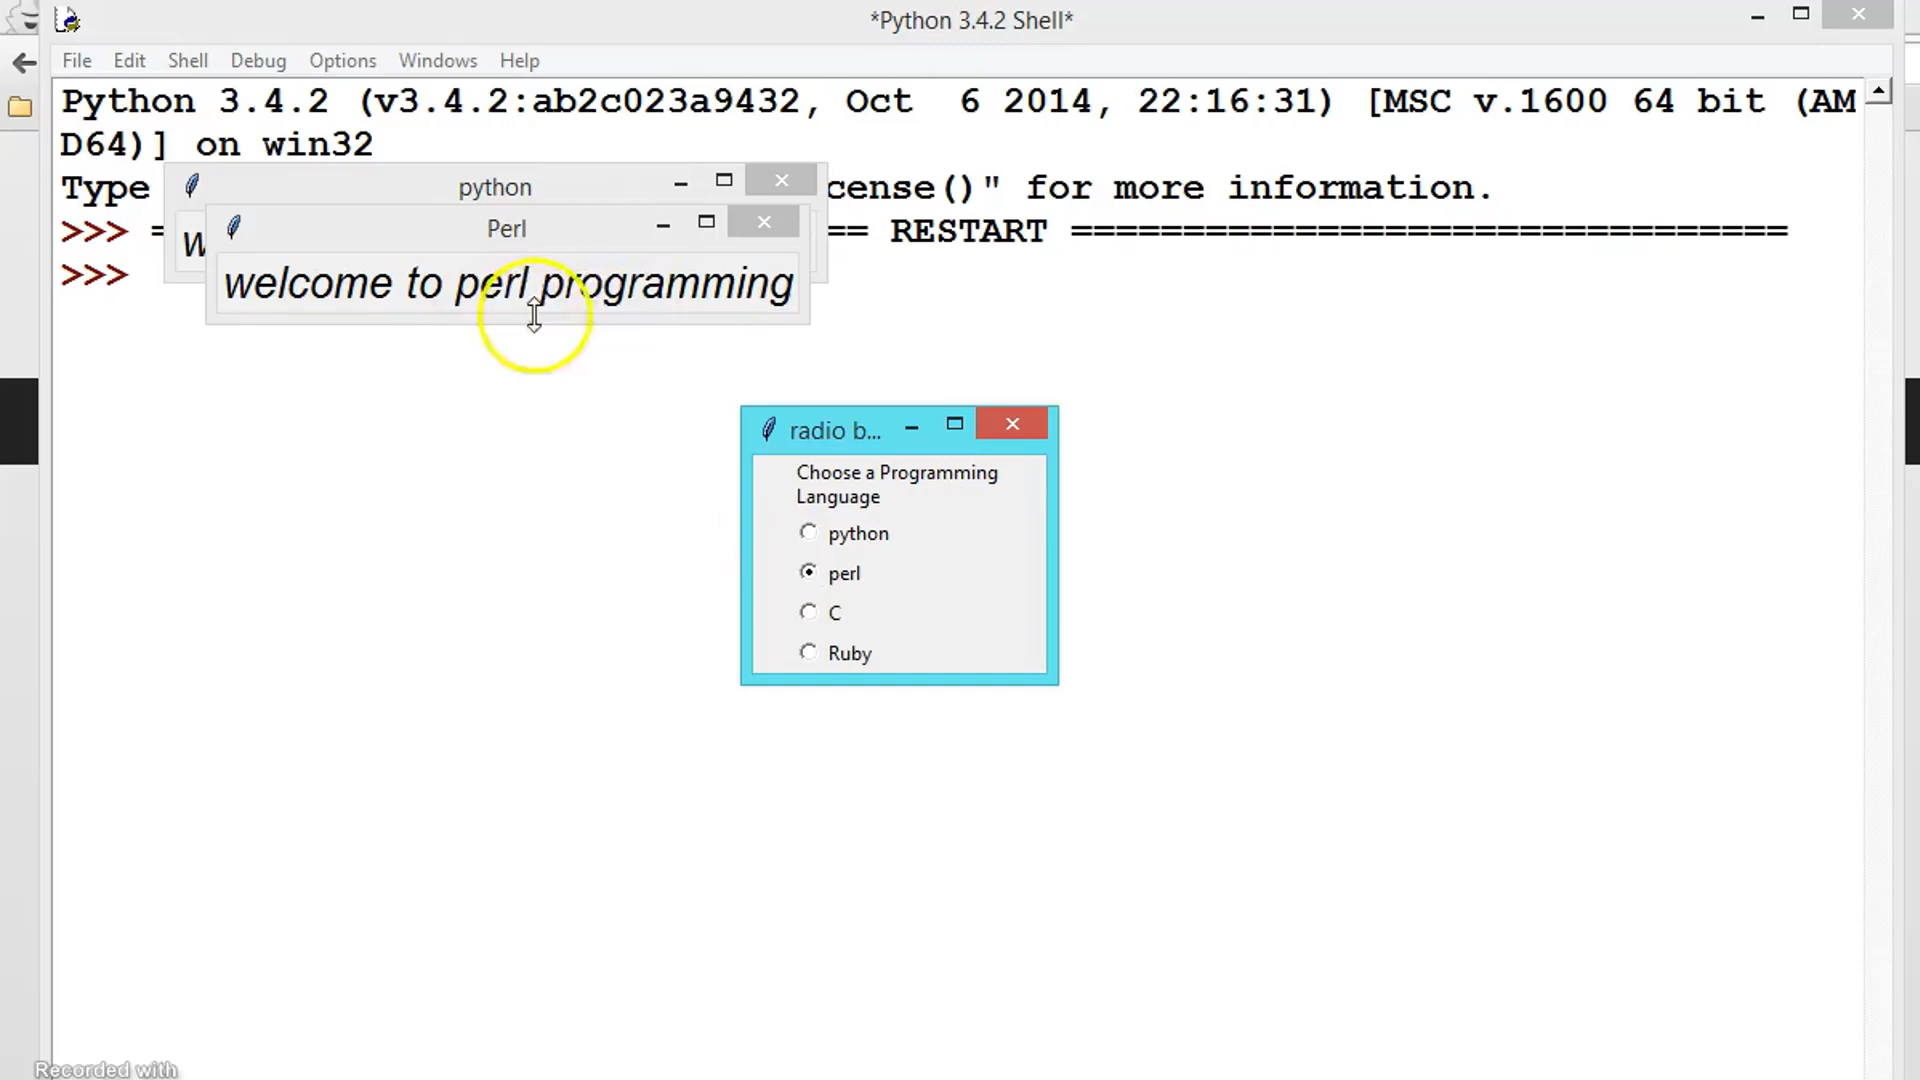 *Python 3.4.2 Shell*
File Edit Shell Debug Options Windows Help
Python 3.4.2 (v3.4.2:ab2c023a9432, Oct  6 2014, 22:16:31) [MSC v.1600 64 bit (AM
D64)] on win32
Type cense()" for more information.
>>> = == RESTART ================================
>>>
python
Perl
welcome to perl programming
radio b...
Choose a Programming
Language
python
perl
C
Ruby
Recorded with